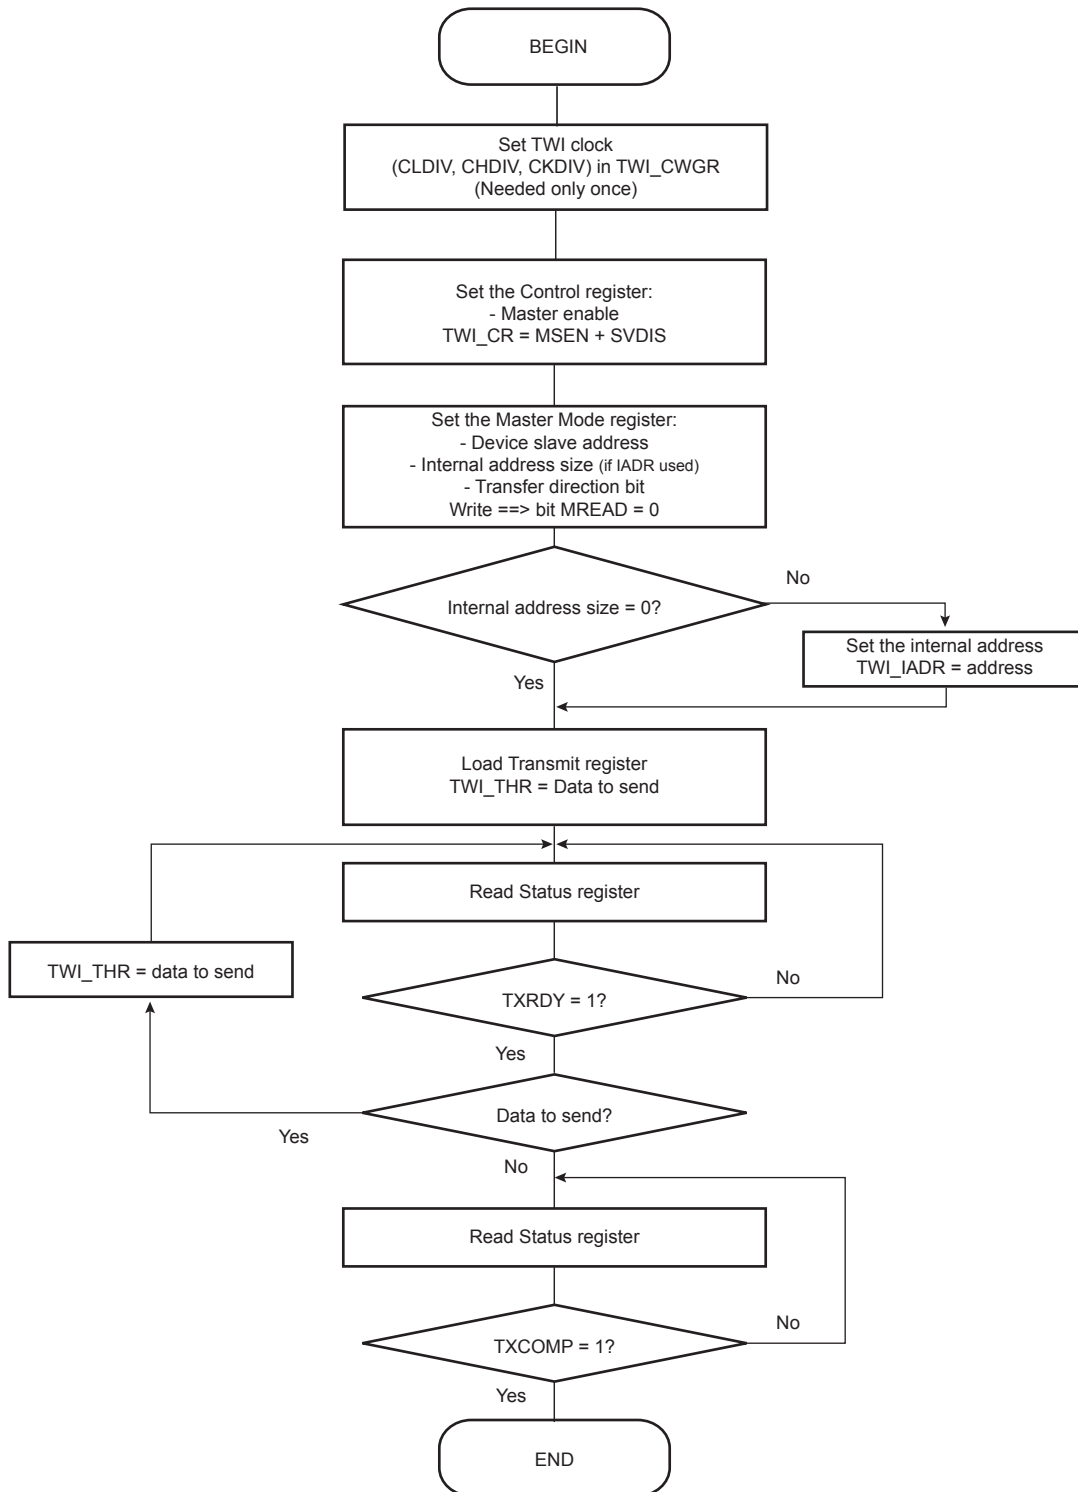 BEGIN
Set TWI clock
(CLDIV, CHDIV, CKDIV) in TWI_CWGR
(Needed only once)
Set the Control register:
- Master enable
TWI_CR = MSEN + SVDIS
Set the Master Mode register:
- Device slave address
- Internal address size (if IADR used)
- Transfer direction bit
Write ==> bit MREAD = 0
No
Internal address size = 0?
Set the internal address
TWI_IADR = address
Yes
Load Transmit register
TWI_THR = Data to send
Read Status register
TWI_THR = data to send
No
TXRDY = 1?
Yes
Data to send?
Yes
No
Read Status register
No
TXCOMP = 1?
Yes
END